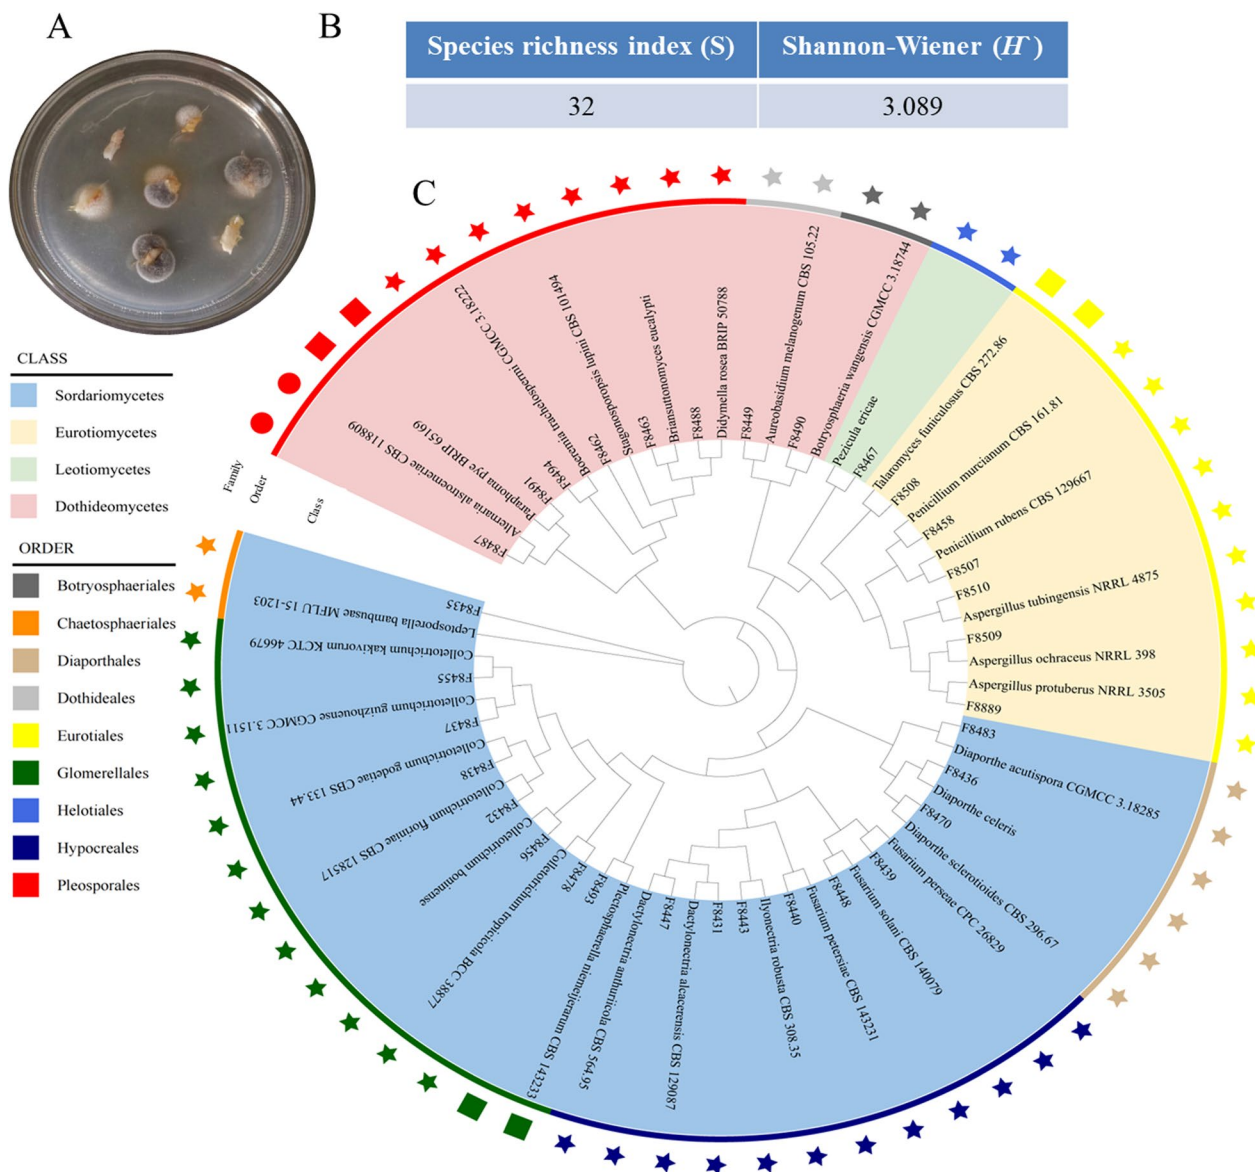 A
B
Species richness index (S)
Shannon-Wiener (H`)
32
3.089
C
CLASS
Sordariomycetes
Eurotiomycetes
Leotiomycetes
Dothideomycetes
ORDER
Botryosphaeriales
Chaetosphaeriales
Diaporthales
Dothideales
Eurotiales
Glomerellales
Helotiales
Hypocreales
Pleosporales
Family
Order
Class
F8487
Alternaria alstroemeriae CBS 118809
Paraphoma pye BRIP 65169
F8491
F8494
Boeremia trachelospermi CGMCC 3.18222
F8462
Stagonosporopsis lupini CBS 101494
F8463
Briansuttonomyces eucalypti
F8488
Didymella rosea BRIP 50788
F8449
Aureobasidium melanogenum CBS 105.22
F8490
Botryosphaeria wangensis CGMCC 3.18744
Pezicula ericae
F8467
Talaromyces funiculosus CBS 272.86
F8508
Penicillium murcianum CBS 161.81
F8458
Penicillium rubens CBS 129667
F8507
F8510
Aspergillus tubingensis NRRL 4875
F8509
Aspergillus ochraceus NRRL 398
Aspergillus protuberus NRRL 3505
F8889
F8483
Diaporthe acutispora CGMCC 3.18285
F8436
Diaporthe celeris
F8470
Diaporthe sclerotioides CBS 296.67
Fusarium perseae CPC 26829
F8439
Fusarium solani CBS 140079
F8448
Fusarium petersiae CBS 143231
F8440
Ilyonectria robusta CBS 308.35
F8443
F8431
Dactylonectria alcacerensis CBS 129087
F8447
Dactylonectria anthuriicola CBS 564.95
Plectosphaerella niemeijerarum CBS 143233
F8493
F8478
Colletotrichum tropicicola BCC 38877
F8456
Colletotrichum boninense
F8432
Colletotrichum fioriniae CBS 128517
F8438
Colletotrichum godetiae CBS 133.44
F8437
Colletotrichum guizhouense CGMCC 3.1511
F8455
Colletotrichum kakivorum KCTC 46679
Leptosporella bambusae MFLU 15-1203
F8435